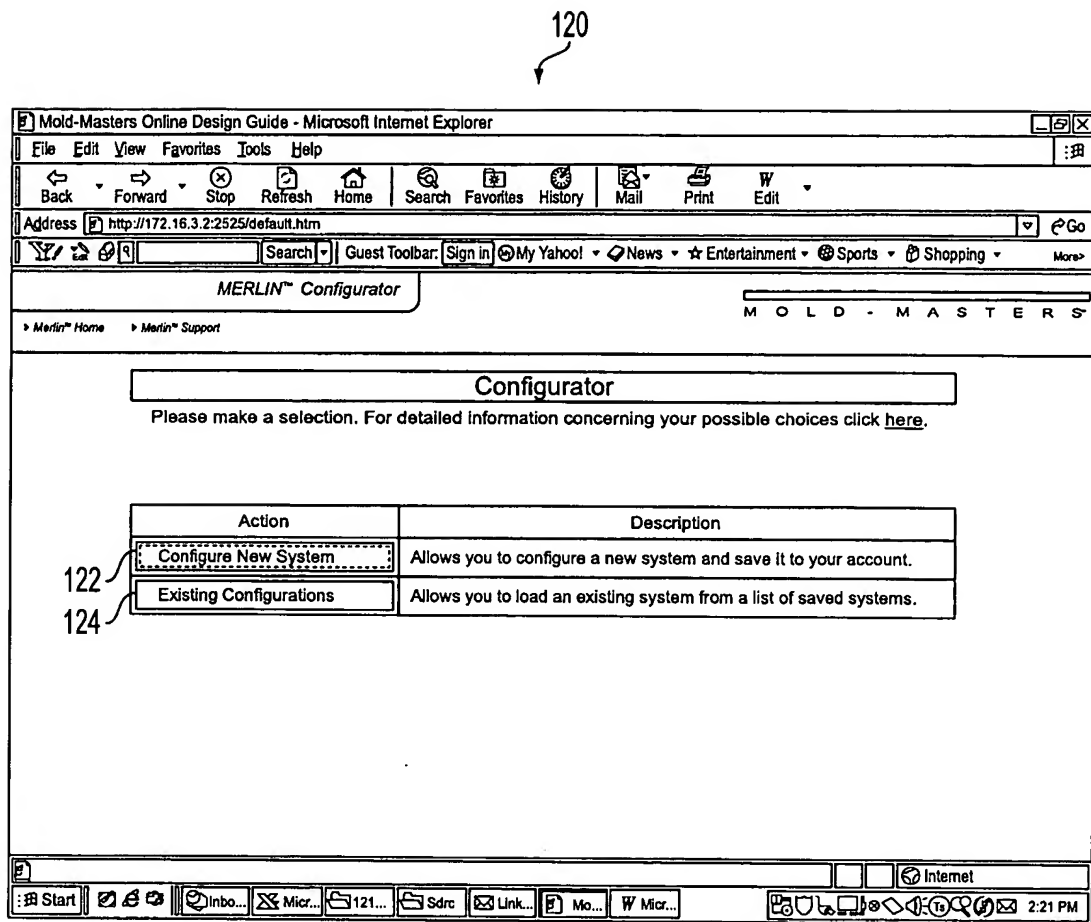 120
Mold-Masters Online Design Guide - Microsoft Internet Explorer
File Edit View Favorites Tools Help
Back Forward Stop Refresh Home Search Favorites History Mail Print Edit
Address http://172.16.3.2:2525/default.htm Go
Search Guest Toolbar: Sign in My Yahoo! News Entertainment Sports Shopping More>
MERLIN™ Configurator
MOLD-MASTERS
Merlin™ Home Merlin™ Support
Configurator
Please make a selection. For detailed information concerning your possible choices click here.
Action Description
122 Configure New System Allows you to configure a new system and save it to your account.
124 Existing Configurations Allows you to load an existing system from a list of saved systems.
Internet
Start Inbo... Micr... 121... Sdrc Link... Mo... W Micr... 2:21 PM